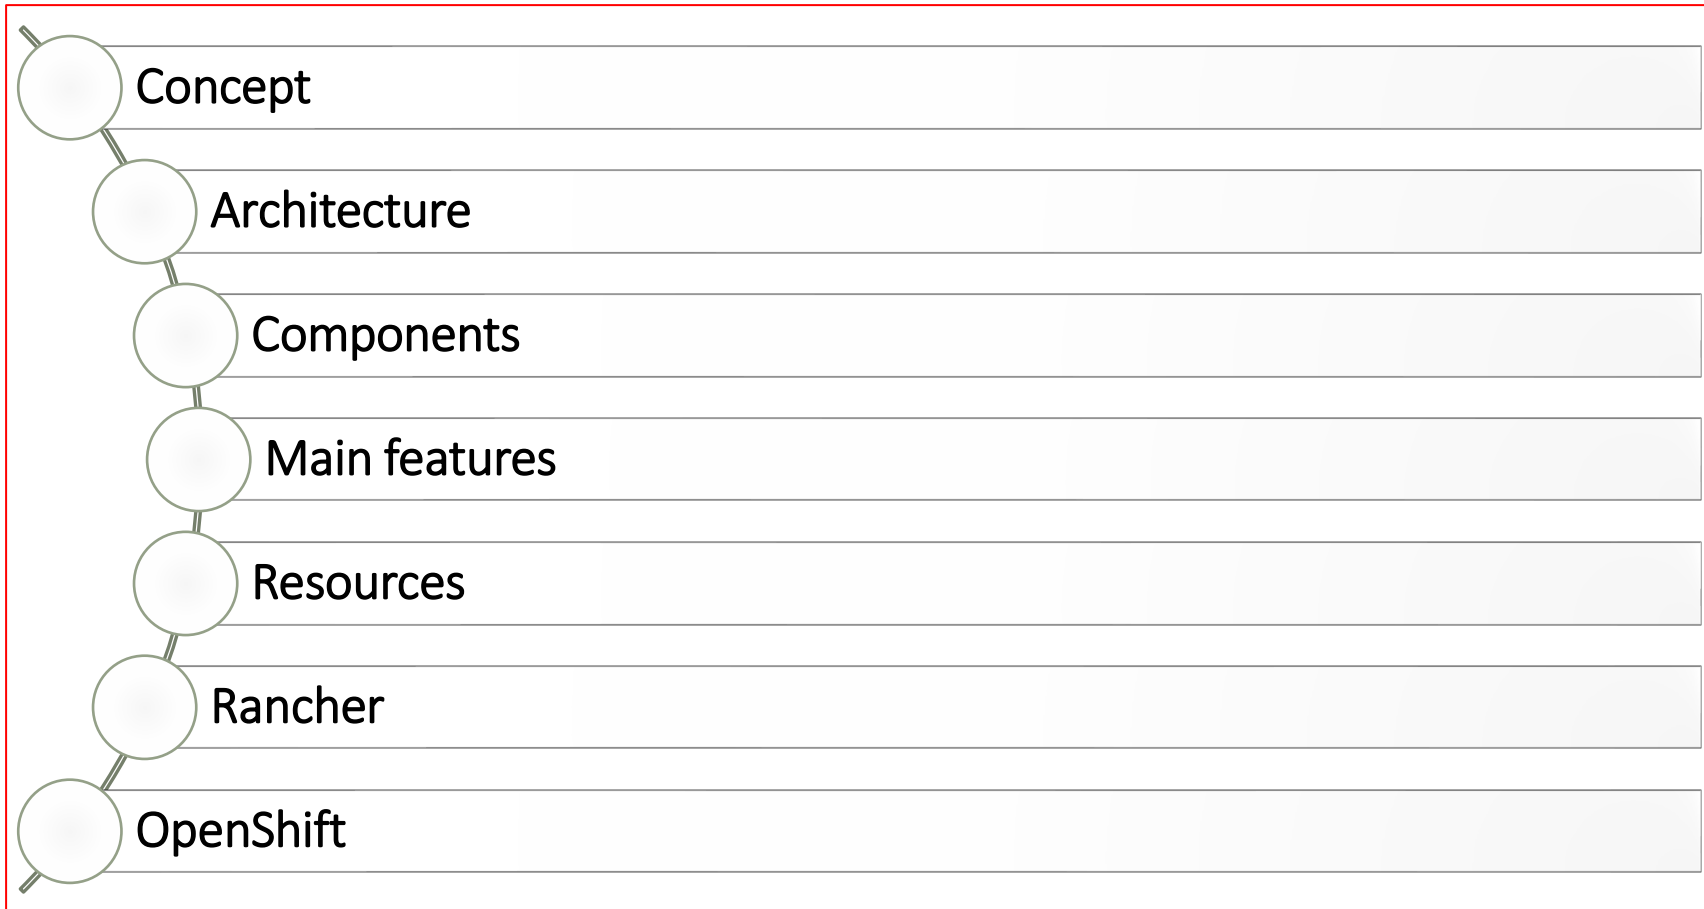 Concept
Architecture
Components
Main features
Resources
Rancher
OpenShift